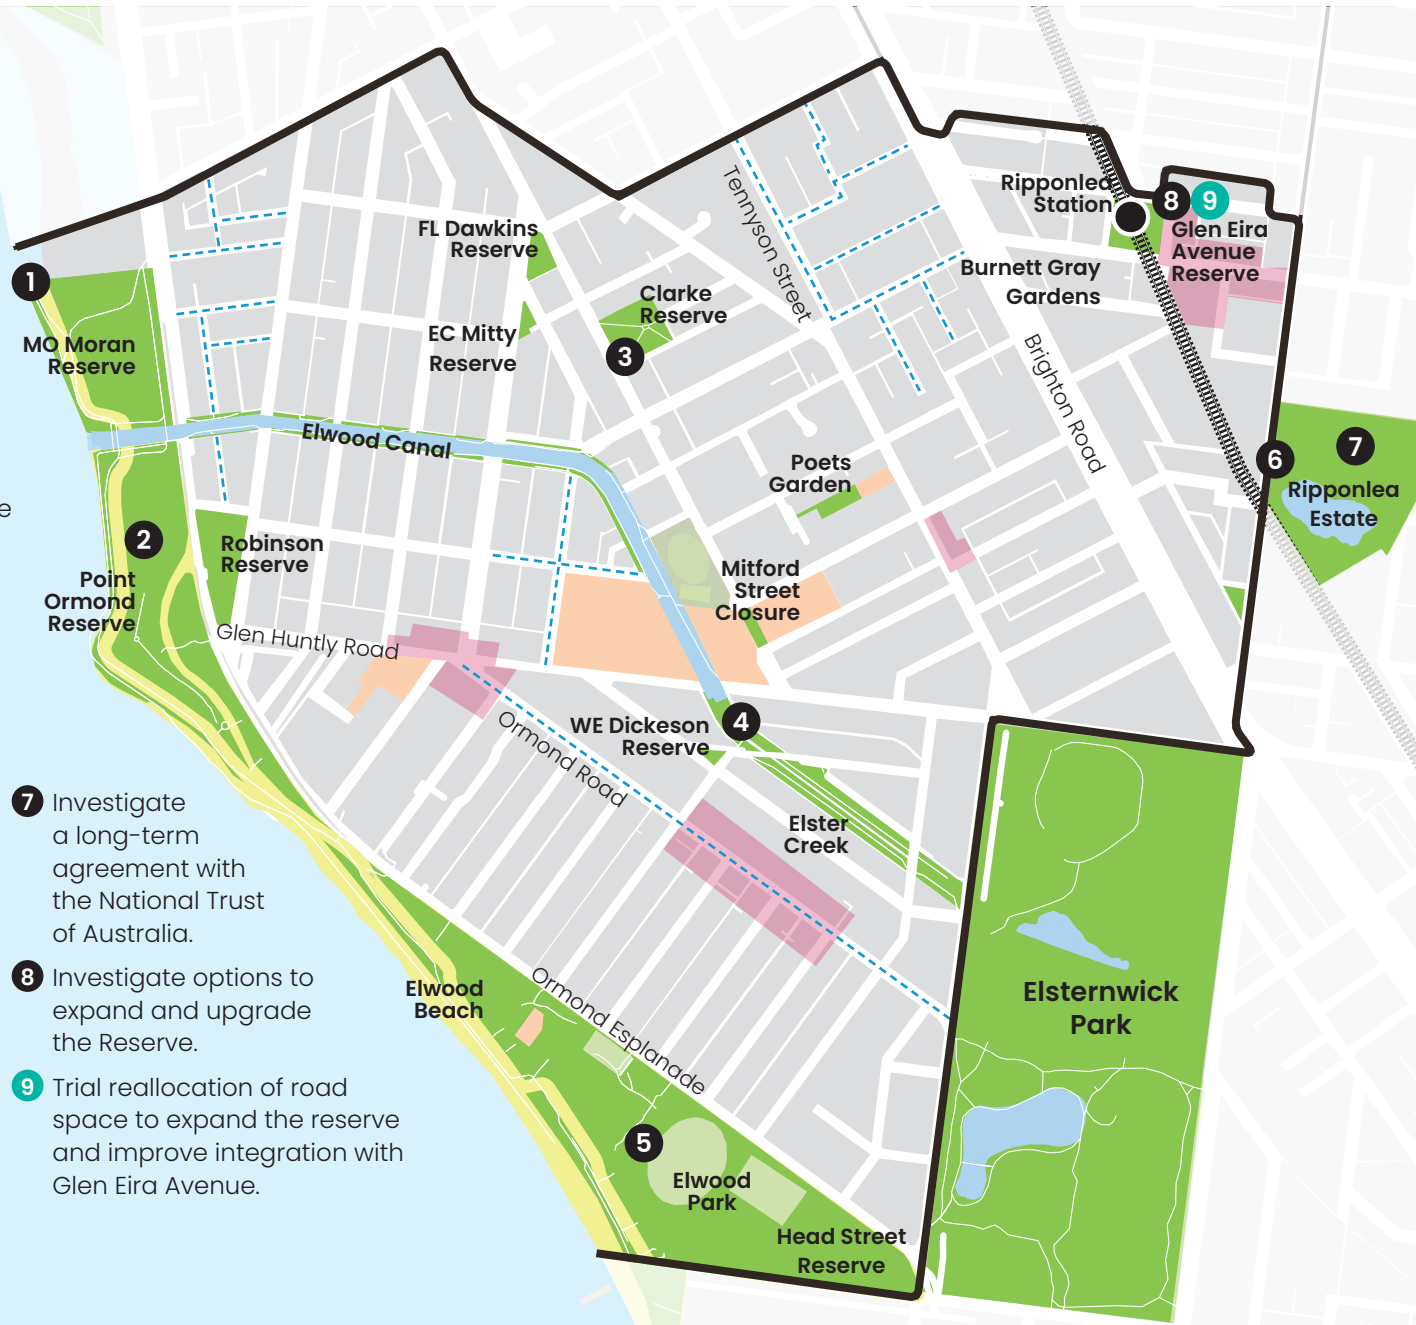 Ripponlea
Station
8
9
Glen Eira
Avenue
Reserve
Tennyson Street
FL Dawkins
Reserve
Burnett Gray
Gardens
1
Clarke
Reserve
EC Mitty
Reserve
3
MO Moran
Reserve
Brighton Road
Elwood Canal
Poets
Garden
6
7
Ripponlea
Estate
e
2
Robinson
Reserve
Point
Ormond
Reserve
Mitford
Street
Closure
Glen Huntly Road
WE Dickeson
Reserve
4
Ormond Road
Elster
Creek
7 Investigate
a long-term
agreement with
the National Trust
of Australia.
8 Investigate options to
expand and upgrade
the Reserve.
9 Trial reallocation of road
space to expand the reserve
and improve integration with
Glen Eira Avenue.
Elwood
Beach
Ormond Esplanade
Elsternwick
Park
5
Elwood
Park
Head Street
Reserve